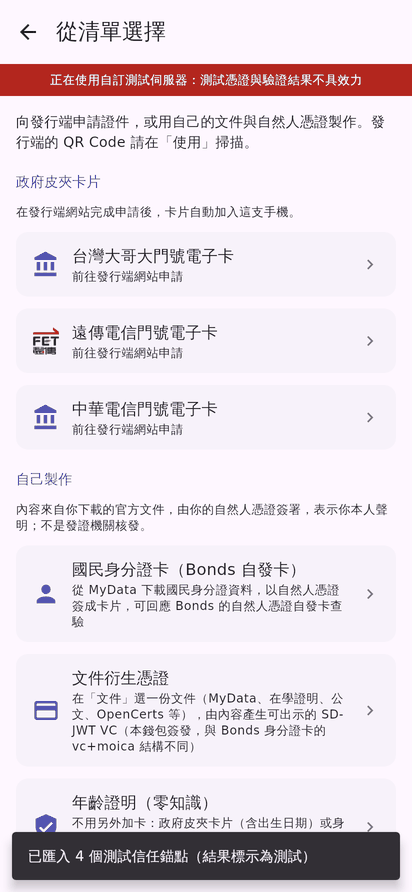 從清單選擇
正在使用自訂測試伺服器：測試憑證與驗證結果不具效力
向發行端申請證件，或用自己的文件與自然人憑證製作。發
行端的 QR Code 請在「使用」掃描。
政府皮夾卡片
在發行端網站完成申請後，卡片自動加入這支手機。
台灣大哥大門號電子卡
前往發行端網站申請
FET
遠傳
遠傳電信門號電子卡
前往發行端網站申請
中華電信門號電子卡
前往發行端網站申請
自己製作
內容來自你下載的官方文件，由你的自然人憑證簽署，表示你本人聲
明；不是發證機關核發。
國民身分證卡（Bonds 自發卡）
從 MyData 下載國民身分證資料，以自然人憑證
簽成卡片，可回應 Bonds 的自然人憑證自發卡查
驗
文件衍生憑證
在「文件」選一份文件（MyData、在學證明、公
文、OpenCerts 等），由內容產生可出示的 SD-
JWT VC（本錢包簽發，與 Bonds 身分證卡的
vc+moica 結構不同）
年齡證明（零知識）
不用另外加卡：政府皮夾卡片（含出生日期）或身
已匯入 4 個測試信任錨點（結果標示為測試）